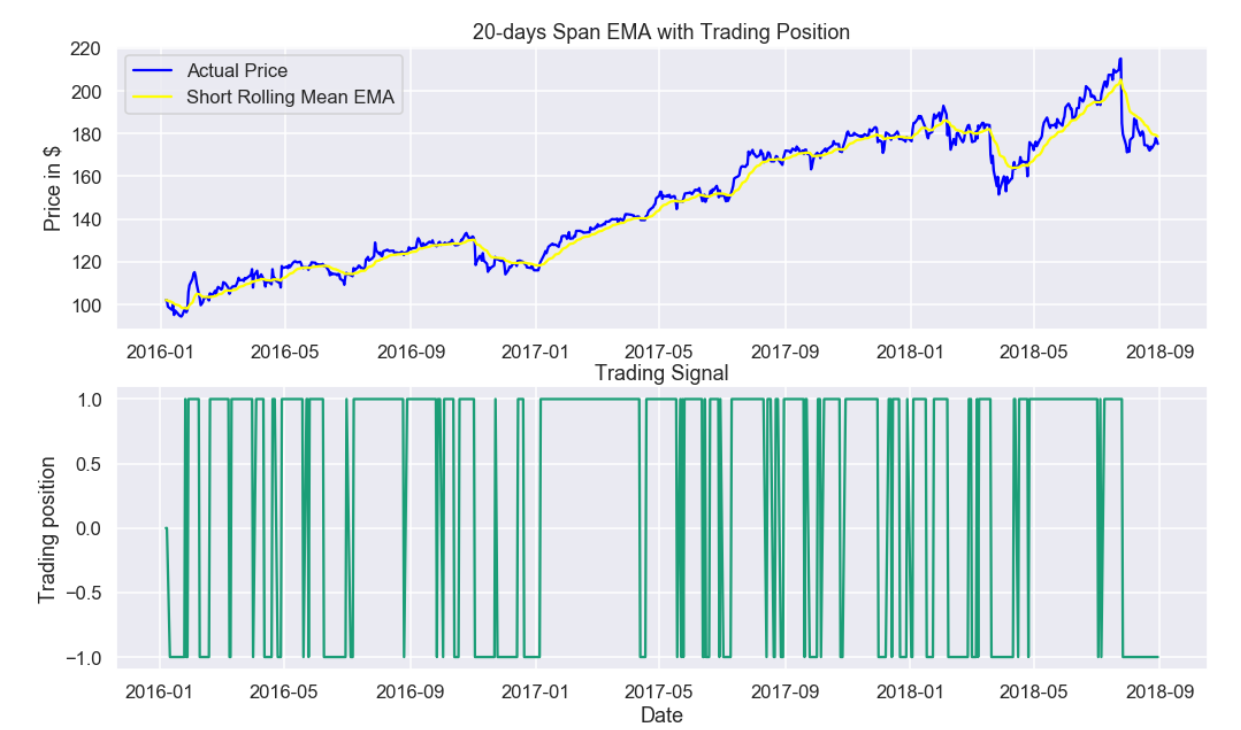 20-days Span EMA with Trading Position
Actual Price
Short Rolling Mean EMA
Price in $
220
200
180
160
140
120
100
2016-01 2016-05 2016-09 2017-01 2017-05 2017-09 2018-01 2018-05 2018-09
Trading Signal
Trading position
1.0
0.5
0.0
−0.5
−1.0
2016-01 2016-05 2016-09 2017-01 2017-05 2017-09 2018-01 2018-05 2018-09
Date